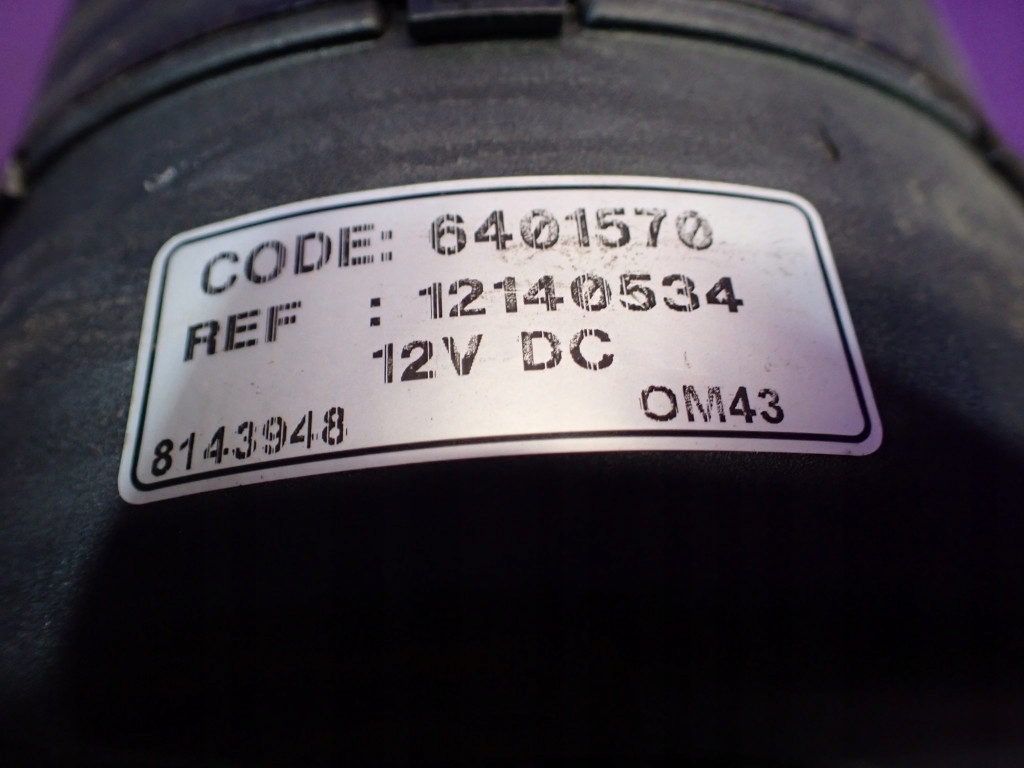 CODE: 6401570
REF : 12140534
12V DC
8143948 OM43